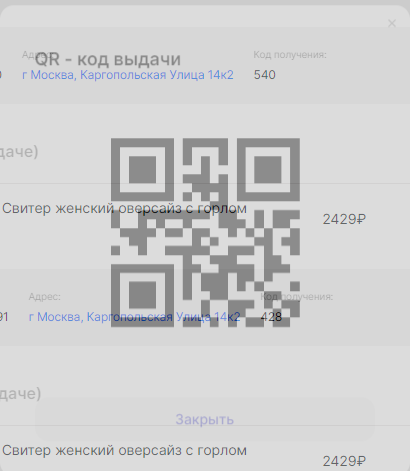 ×
Адрес:
Код получения:
QR - код выдачи
г Москва, Каргопольская Улица 14к2
540
даче)
Свитер женский оверсайз с горлом
2429₽
Адрес:
Код получения:
91
г Москва, Каргопольская Улица 14к2
428
даче)
Закрыть
Свитер женский оверсайз с горлом
2429₽